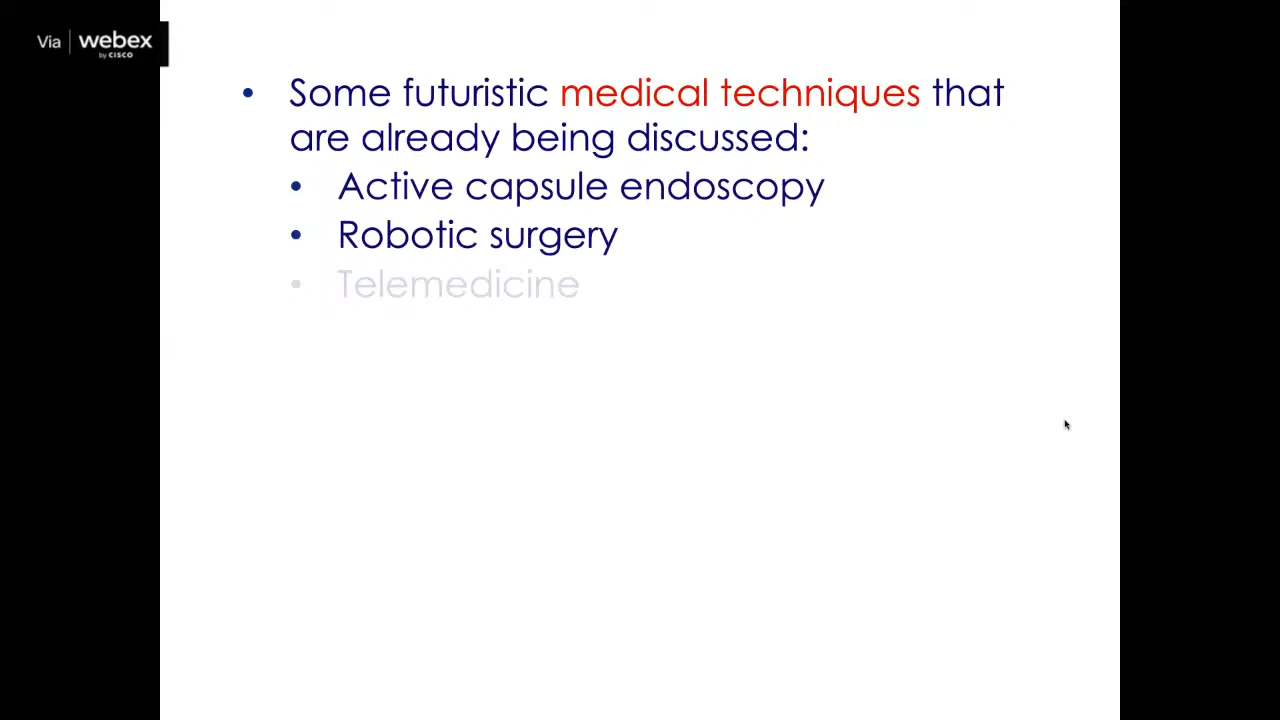 Via | webex
by CISCO
• Some futuristic medical techniques that
are already being discussed:
• Active capsule endoscopy
• Robotic surgery
• Telemedicine